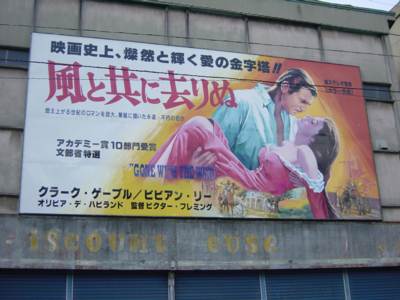 映画史上、燦然と輝く愛の金字塔!!
風と共に去りぬ
アカデミー賞10部門受賞
文部省特選
"GONE WITH THE WIND"
クラーク・ゲーブル/ビビアン・リー
オリビア・デ・ハビランド 監督 ビクター・フレミング